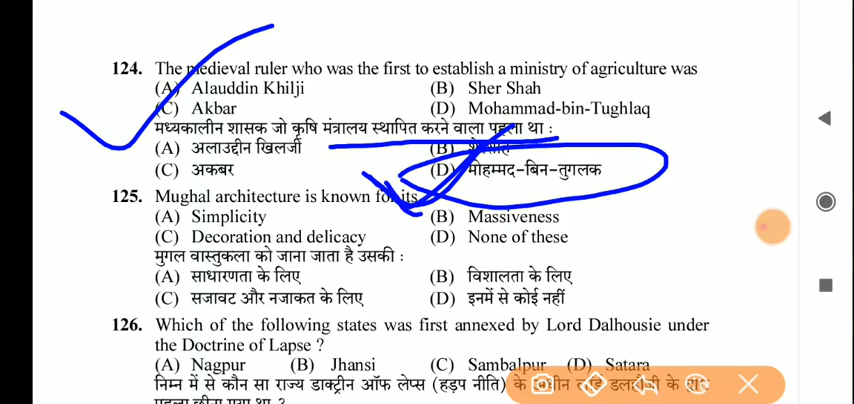 124. The medieval ruler who was the first to establish a ministry of agriculture was
(A) Alauddin Khilji (B) Sher Shah
(C) Akbar (D) Mohammad-bin-Tughlaq
मध्यकालीन शासक जो कृषि मंत्रालय स्थापित करने वाला पहला था :
(A) अलाउद्दीन खिलजी (B)
(C) अकबर (D) मोहम्मद-बिन-तुगलक
125. Mughal architecture is known for its
(A) Simplicity (B) Massiveness
(C) Decoration and delicacy (D) None of these
मुगल वास्तुकला को जाना जाता है उसकी :
(A) साधारणता के लिए (B) विशालता के लिए
(C) सजावट और नजाकत के लिए (D) इनमें से कोई नहीं
126. Which of the following states was first annexed by Lord Dalhousie under
the Doctrine of Lapse ?
(A) Nagpur (B) Jhansi (C) Sambalpur (D) Satara
निम्न में से कौन सा राज्य डाक्ट्रीन ऑफ लेप्स (हड़प नीति) के